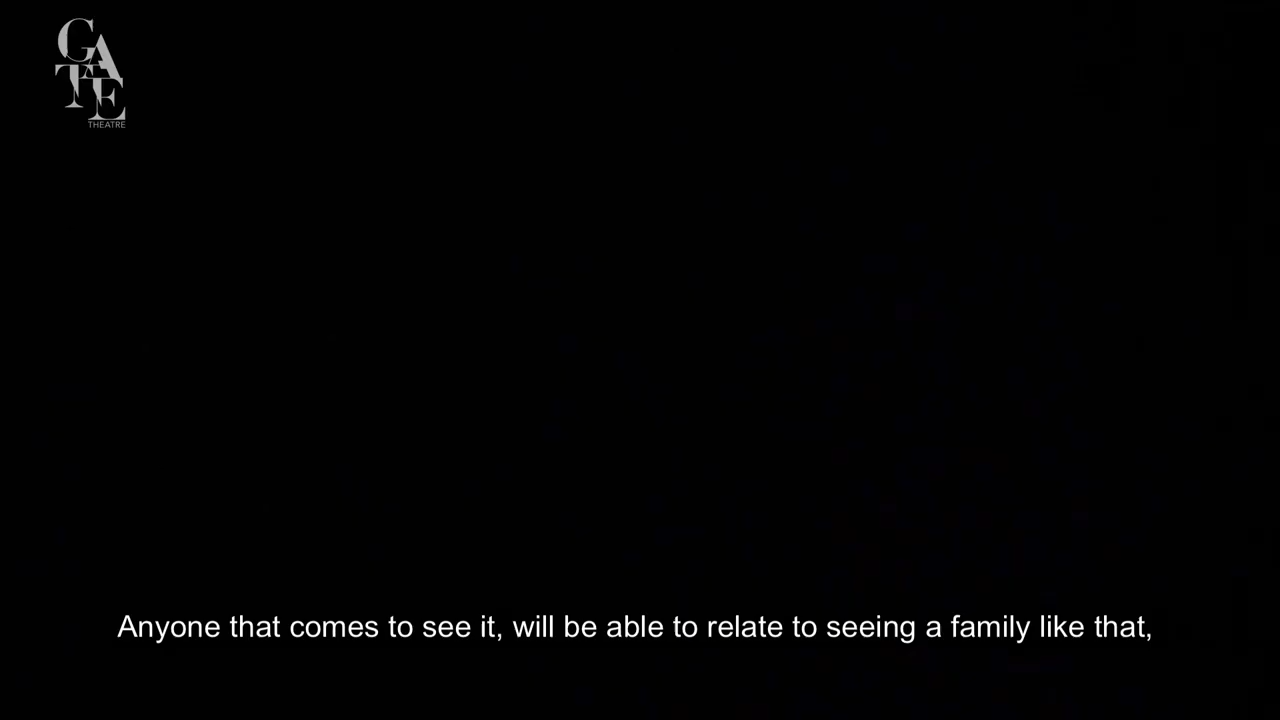 GATE
THEATRE
Anyone that comes to see it, will be able to relate to seeing a family like that,